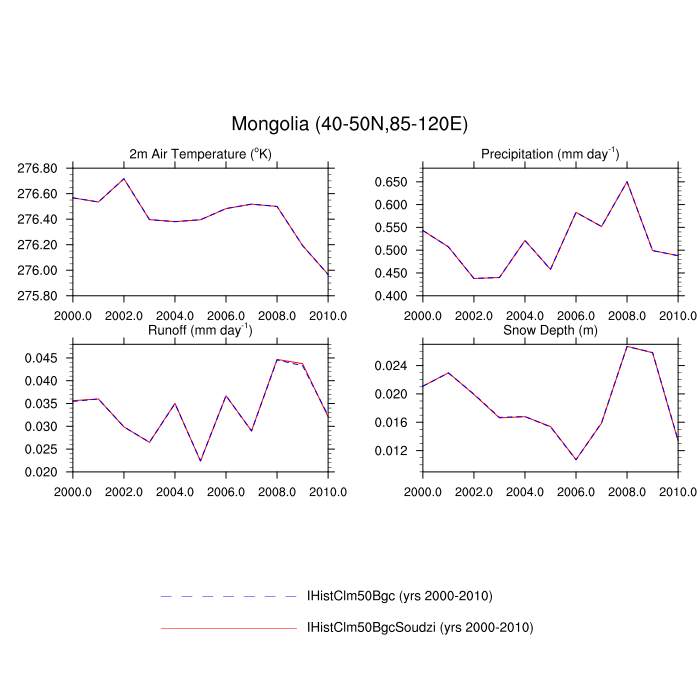 Mongolia (40-50N,85-120E)
2m Air Temperature (°K)
276.80
276.60
276.40
276.20
276.00
275.80
2000.0 2002.0 2004.0 2006.0 2008.0 2010.0
Precipitation (mm day⁻¹)
0.650
0.600
0.550
0.500
0.450
0.400
2000.0 2002.0 2004.0 2006.0 2008.0 2010.0
Runoff (mm day⁻¹)
0.045
0.040
0.035
0.030
0.025
0.020
2000.0 2002.0 2004.0 2006.0 2008.0 2010.0
Snow Depth (m)
0.024
0.020
0.016
0.012
2000.0 2002.0 2004.0 2006.0 2008.0 2010.0
IHistClm50Bgc (yrs 2000-2010)
IHistClm50BgcSoudzi (yrs 2000-2010)